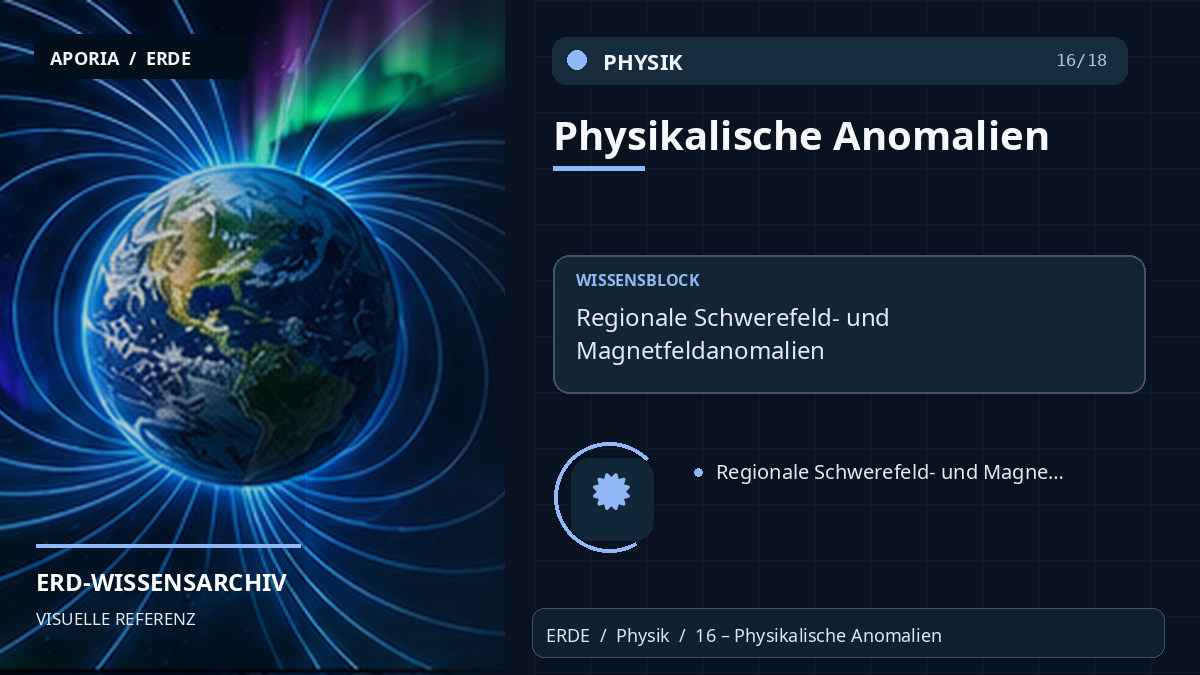 APORIA / ERDE
ERD-WISSENSARCHIV
VISUELLE REFERENZ
PHYSIK
16/18
Physikalische Anomalien
WISSENSBLOCK
Regionale Schwerefeld- und
Magnetfeldanomalien
Regionale Schwerefeld- und Magne...
ERDE / Physik / 16 – Physikalische Anomalien